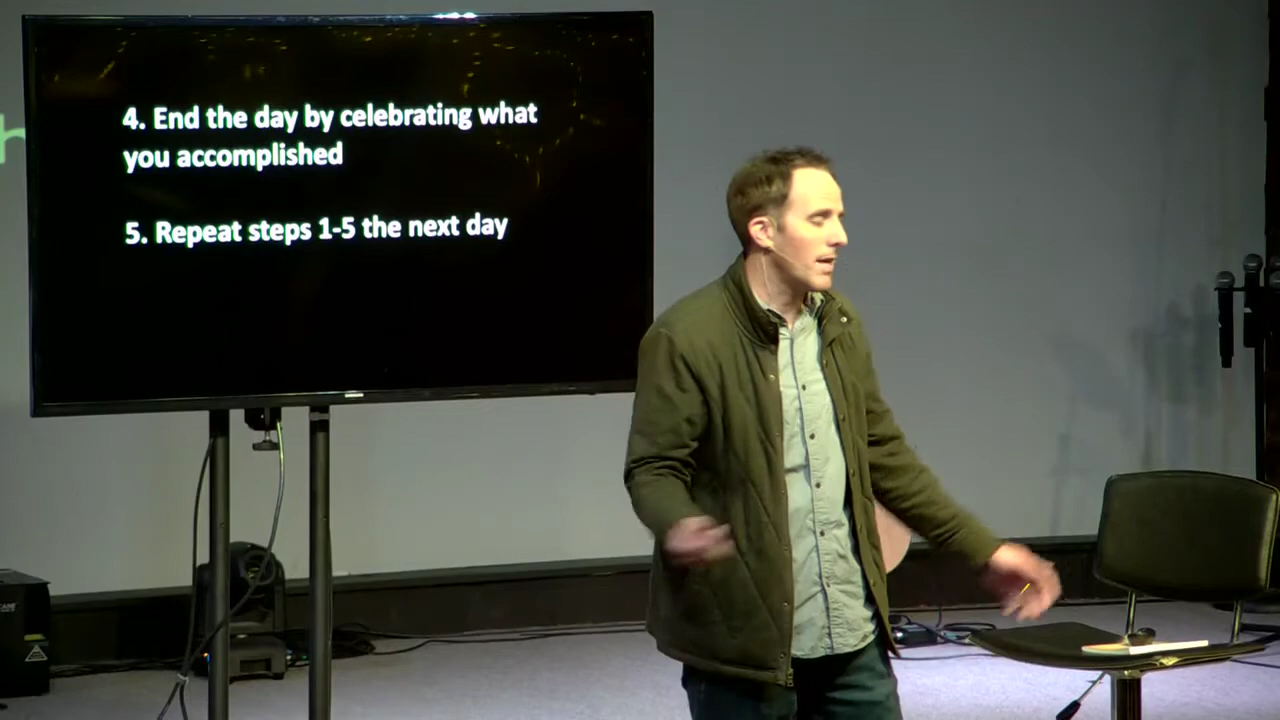 4. End the day by celebrating what
you accomplished
5. Repeat steps 1-5 the next day